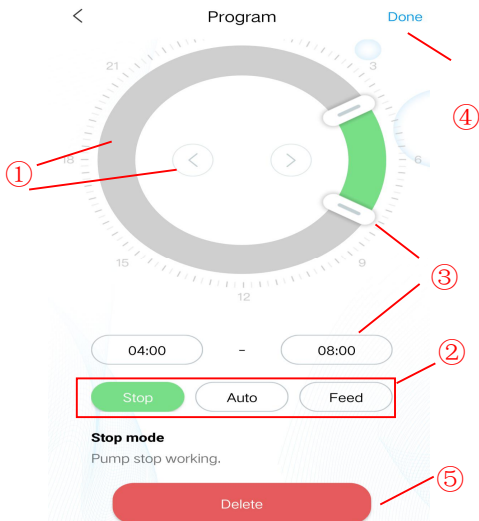 Program
Done
21
3
④
①
18
6
15
9
③
12
04:00 - 08:00
②
Stop Auto Feed
Stop mode
Pump stop working.
⑤
Delete